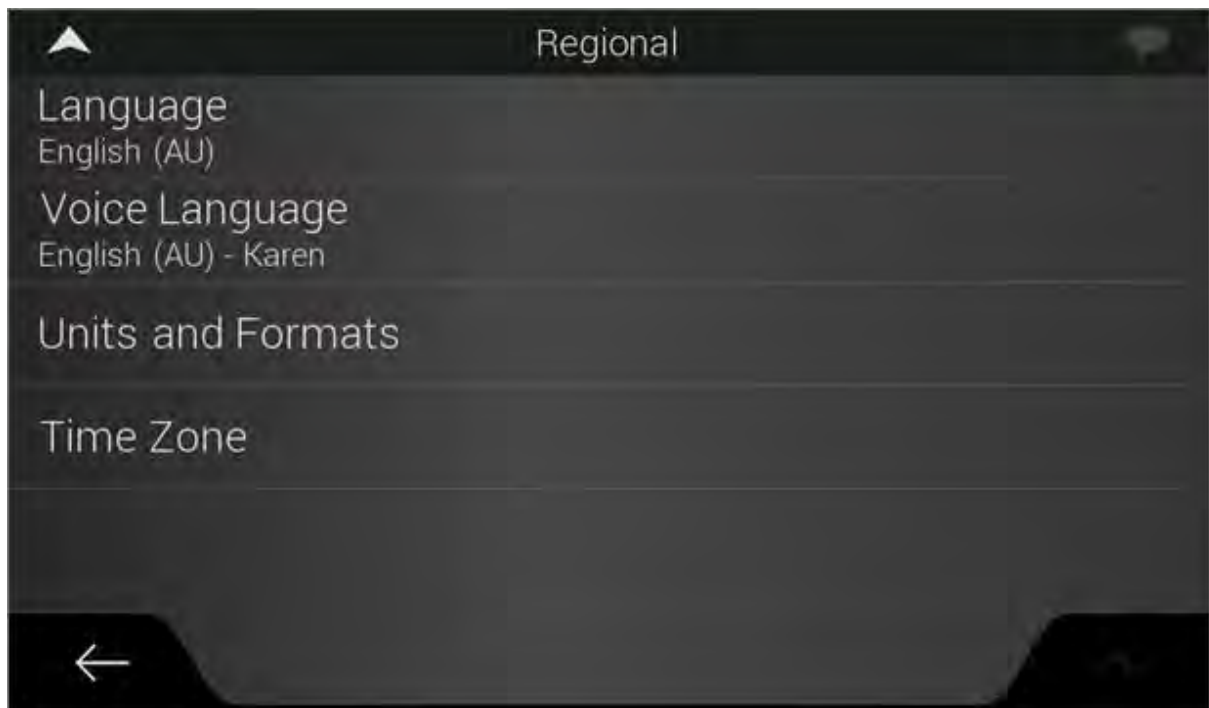 Regional
Language
English (AU)
Voice Language
English (AU) - Karen
Units and Formats
Time Zone